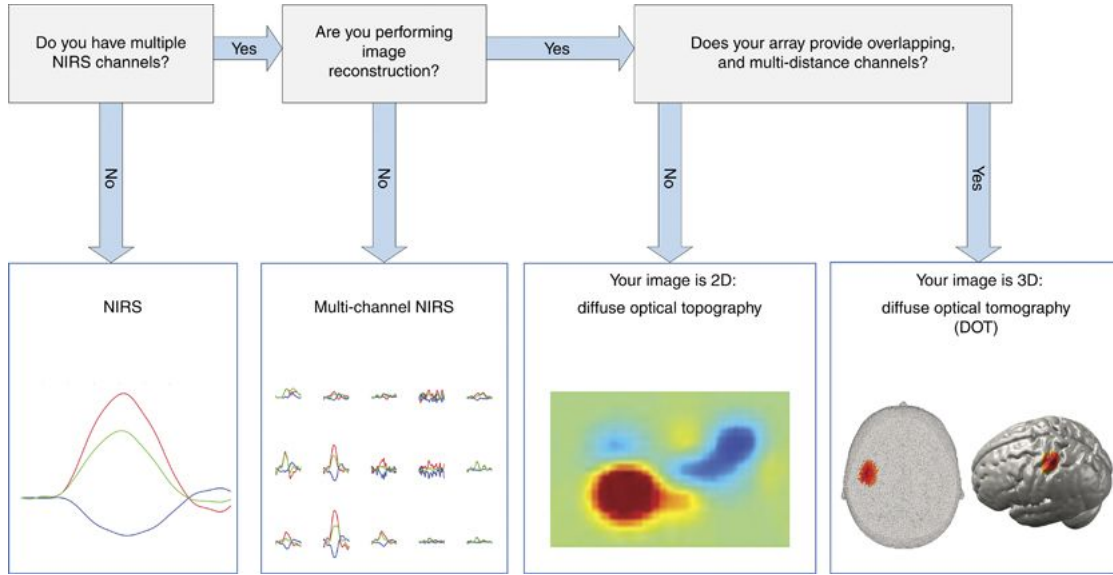 Do you have multiple
NIRS channels?
Yes
Are you performing
image
reconstruction?
Yes
Does your array provide overlapping,
and multi-distance channels?
No
No
No
Yes
NIRS
Multi-channel NIRS
Your image is 2D:
diffuse optical topography
Your image is 3D:
diffuse optical tomography
(DOT)